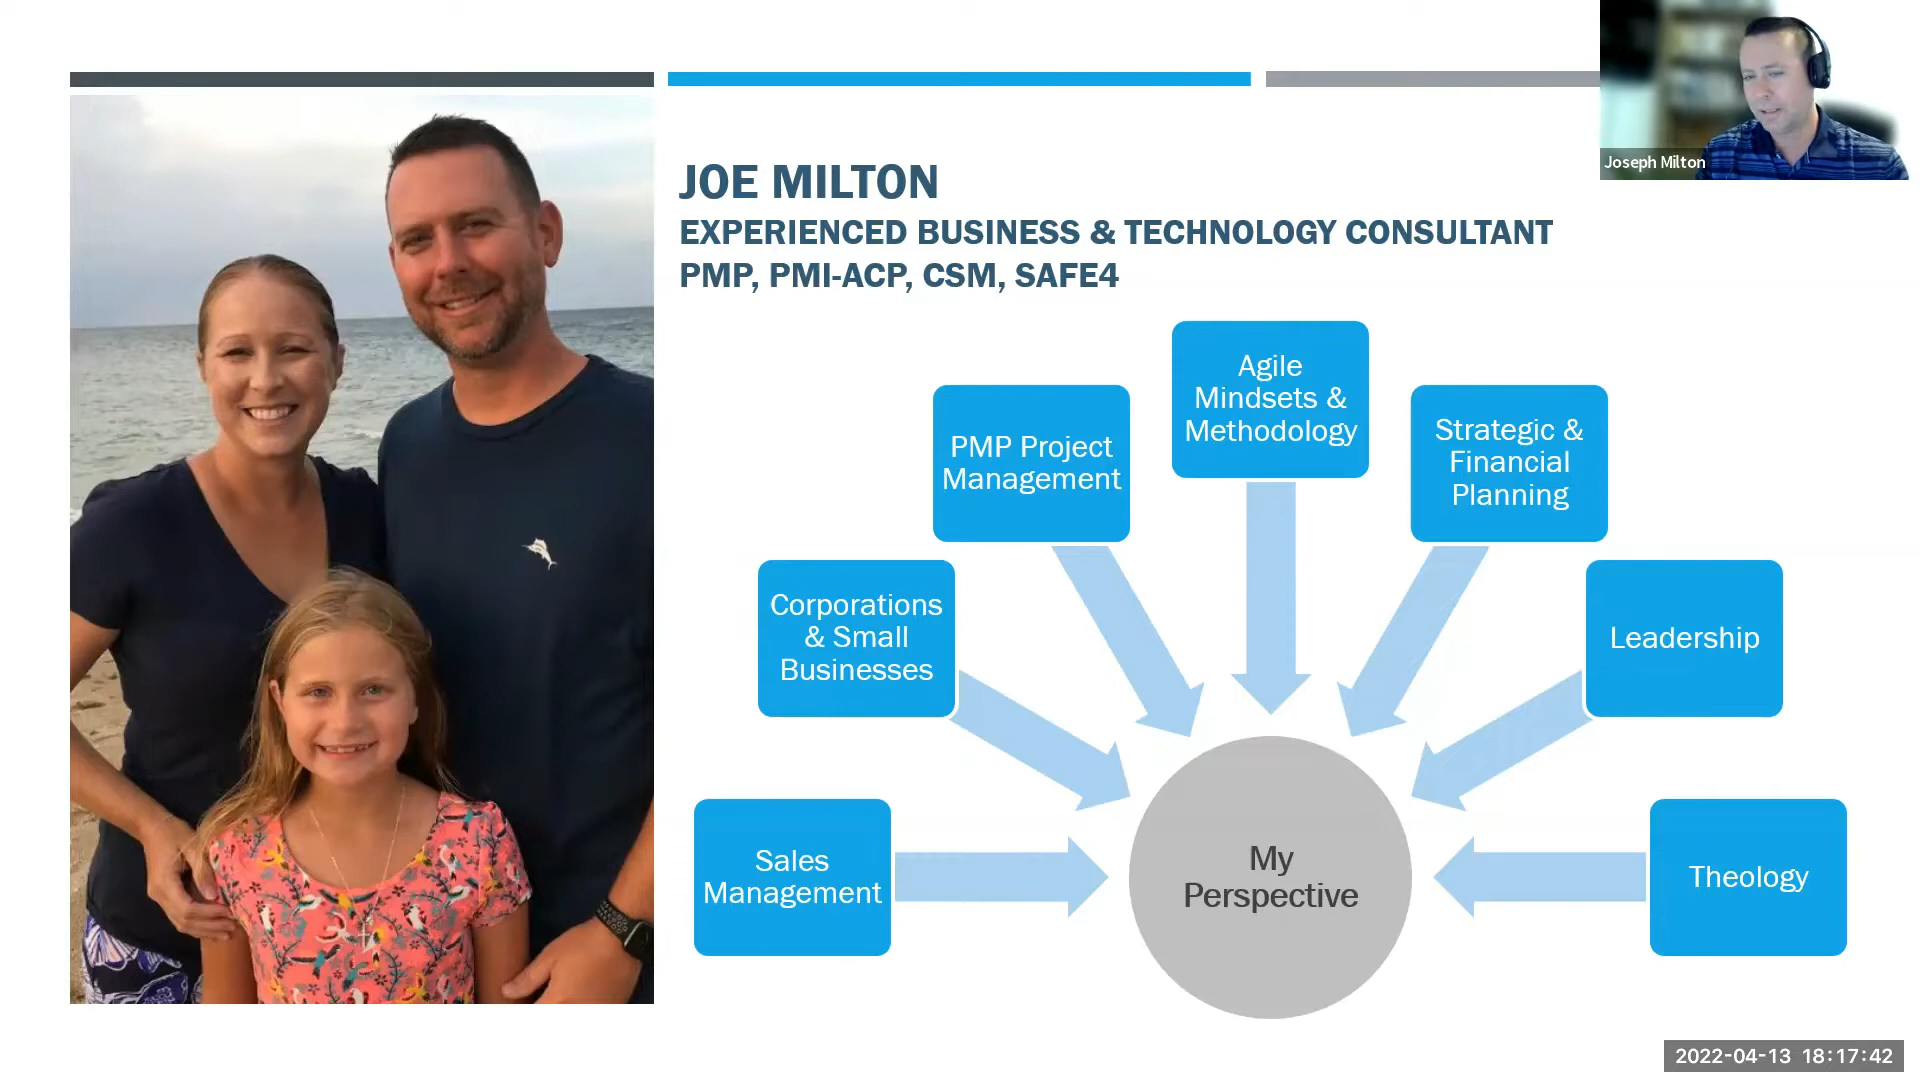 Joseph Milton
JOE MILTON
EXPERIENCED BUSINESS & TECHNOLOGY CONSULTANT
PMP, PMI-ACP, CSM, SAFE4
Sales
Management
Corporations
& Small
Businesses
PMP Project
Management
Agile
Mindsets &
Methodology
Strategic &
Financial
Planning
Leadership
Theology
My
Perspective
2022-04-13 18:17:42